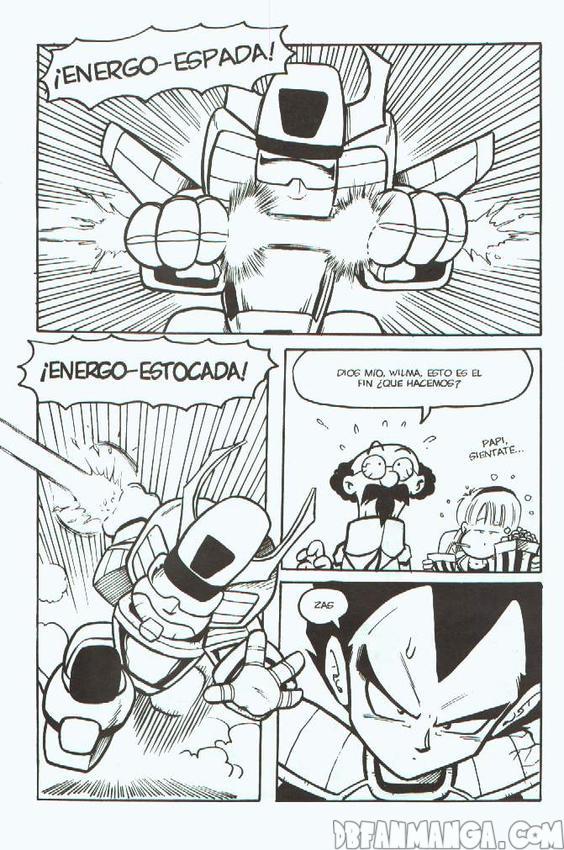 ¡ENERGO-ESPADA!
¡ENERGO-ESTOCADA!
DIOS MIO, WILMA, ESTO ES EL
FIN ¿QUE HACEMOS?
PAPI,
SIENTATE...
ZAS
DBFANMANGA.COM